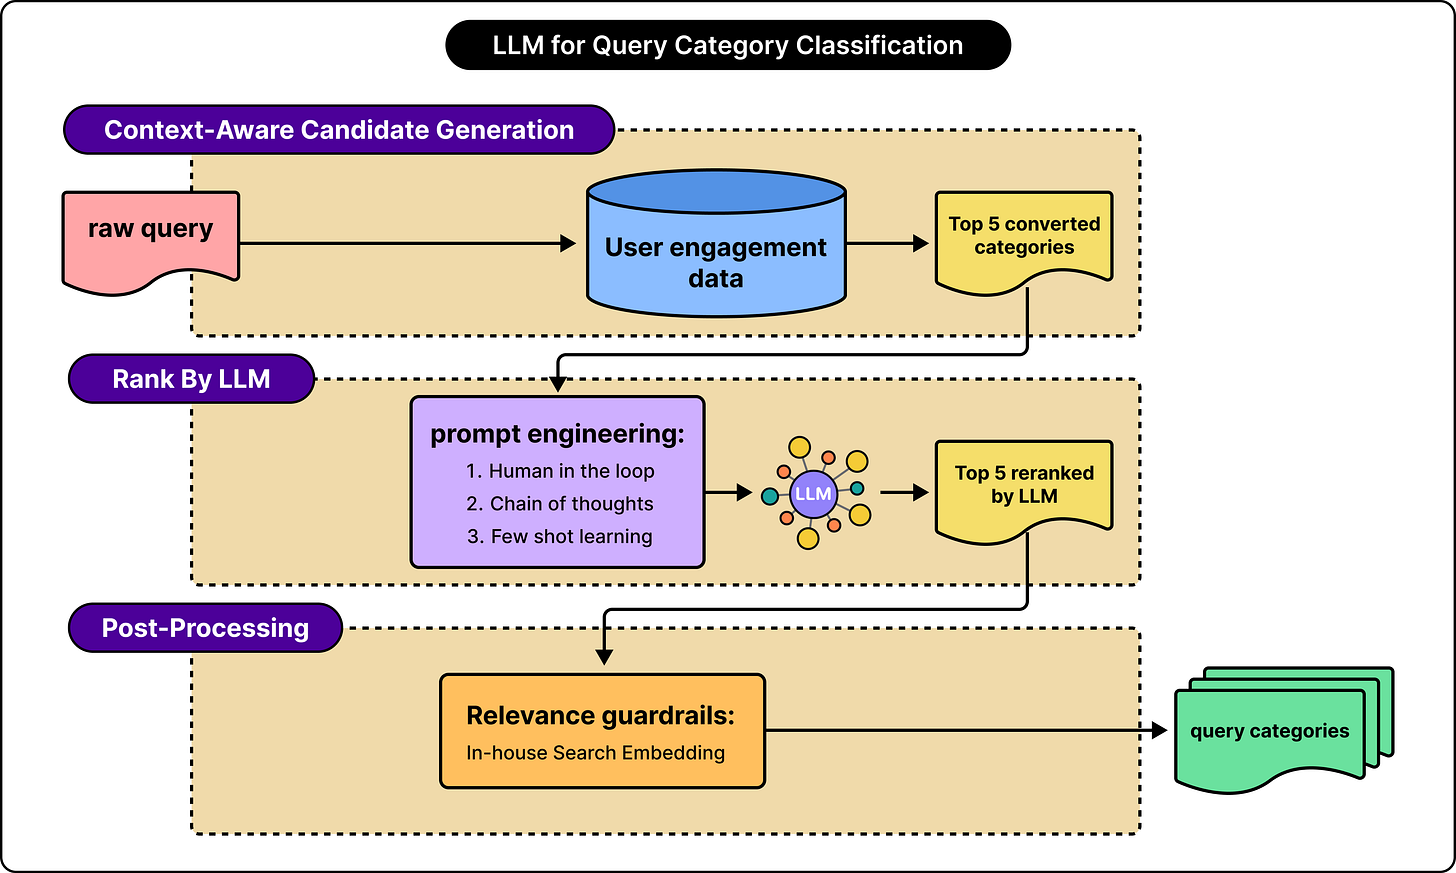 LLM for Query Category Classification
Context-Aware Candidate Generation
raw query
User engagement
data
Top 5 converted
categories
Rank By LLM
prompt engineering:
1. Human in the loop
2. Chain of thoughts
3. Few shot learning
LLM
Top 5 reranked
by LLM
Post-Processing
Relevance guardrails:
In-house Search Embedding
query categories